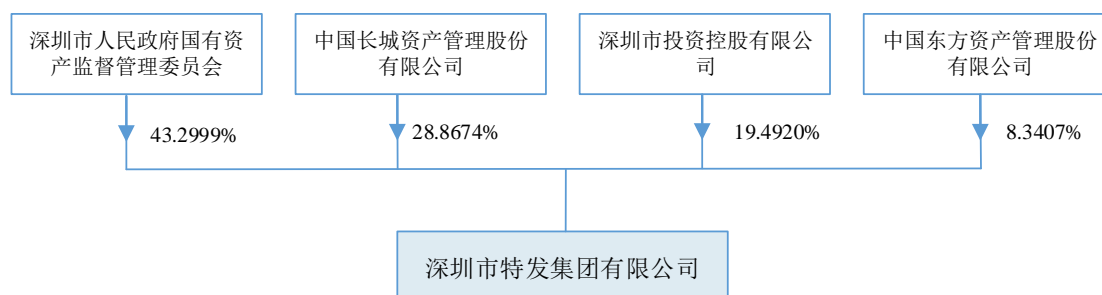 深圳市人民政府国有资
产监督管理委员会
中国长城资产管理股份
有限公司
深圳市投资控股有限公
司
中国东方资产管理股份
有限公司
43.2999%
28.8674%
19.4920%
8.3407%
深圳市特发集团有限公司